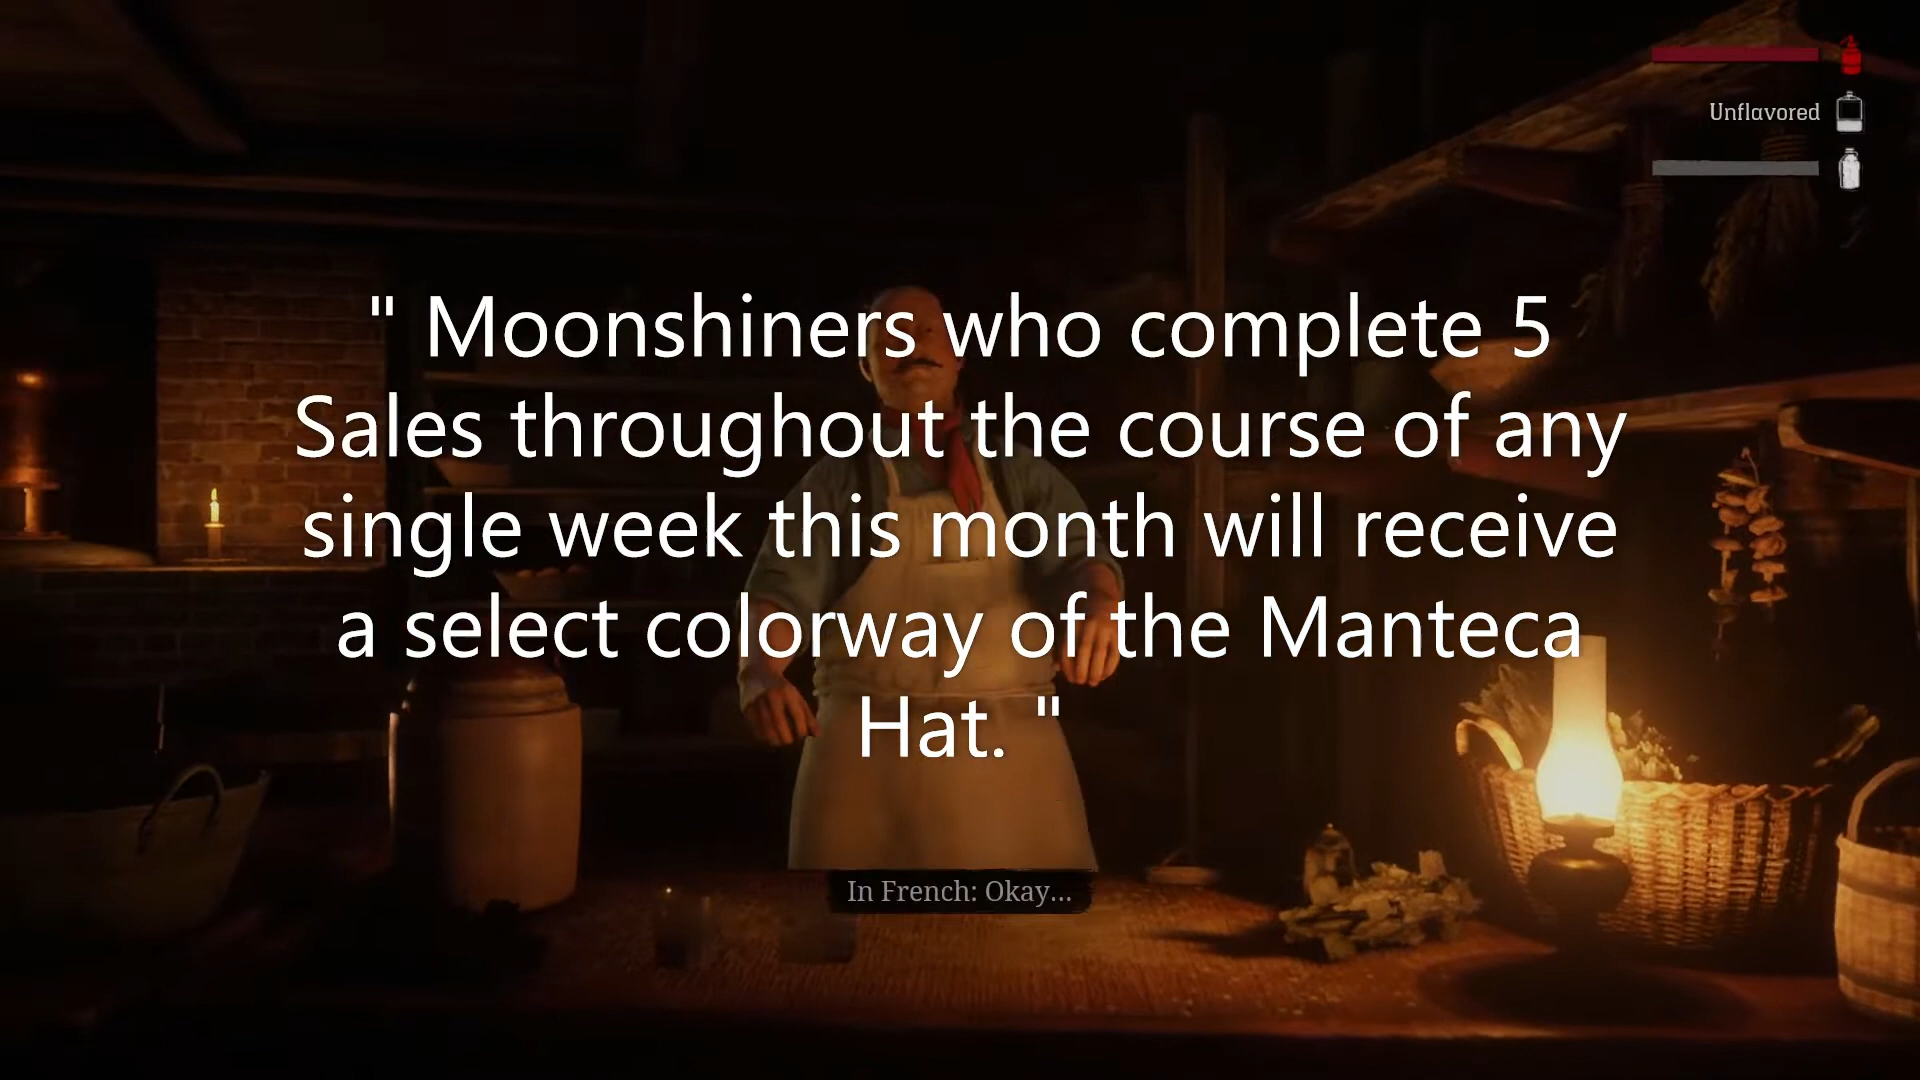 Unflavored
" Moonshiners who complete 5
Sales throughout the course of any
single week this month will receive
a select colorway of the Manteca
Hat. "
In French: Okay...